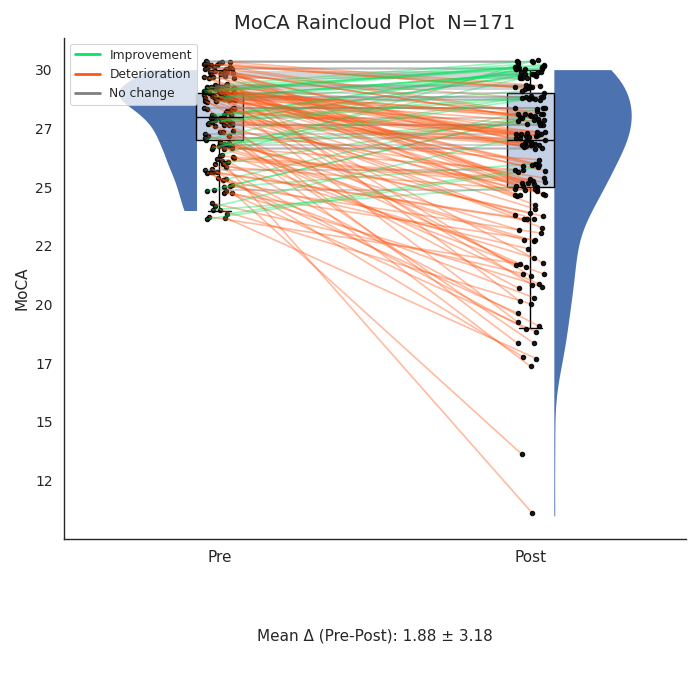 MoCA Raincloud Plot  N=171
Improvement
Deterioration
No change
MoCA
30
27
25
22
20
17
15
12
Pre
Post
Mean Δ (Pre-Post): 1.88 ± 3.18